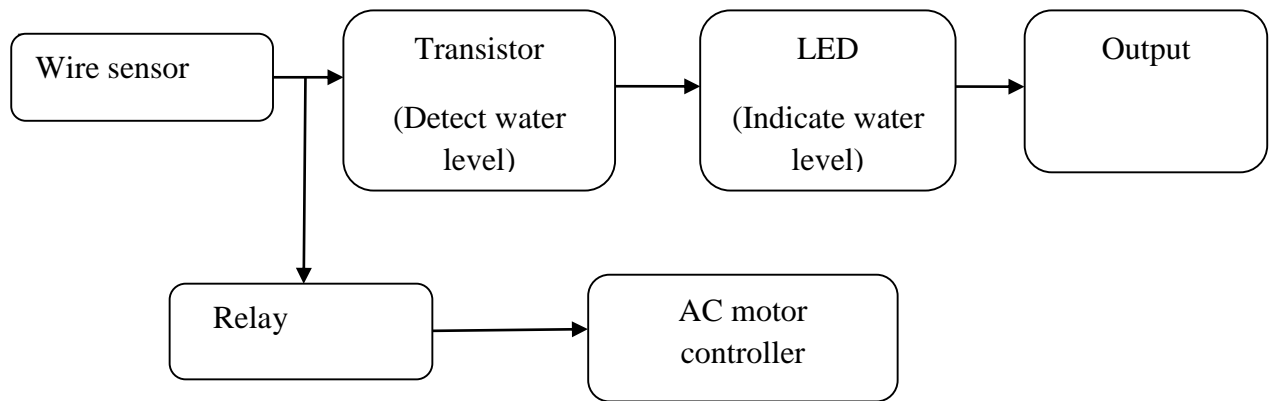 Wire sensor
Transistor
(Detect water
level)
LED
(Indicate water
level)
Output
Relay
AC motor
controller